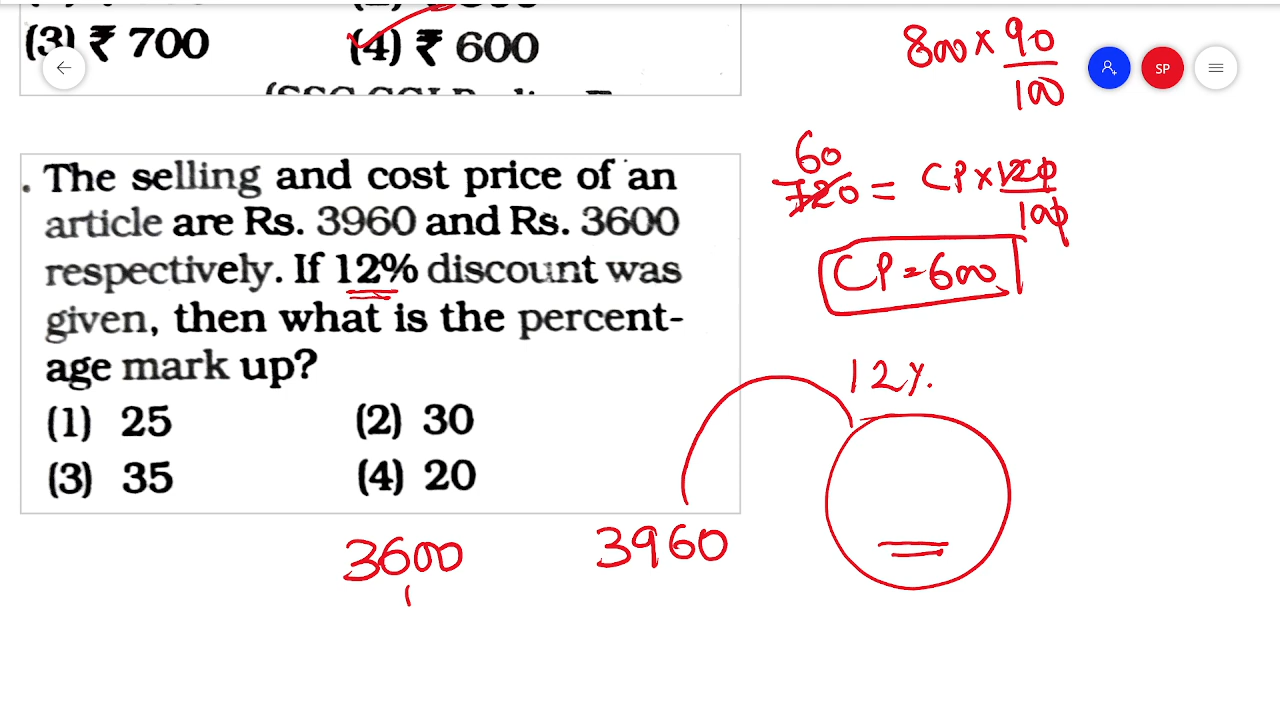 (3) ₹ 700 (4) ₹ 600
. The selling and cost price of an
article are Rs. 3960 and Rs. 3600
respectively. If 12% discount was
given, then what is the percent-
age mark up?
(1) 25 (2) 30
(3) 35 (4) 20
3600 3960
800 × 90
100
SP
60
720 = CP × 120
100
CP = 600
12%